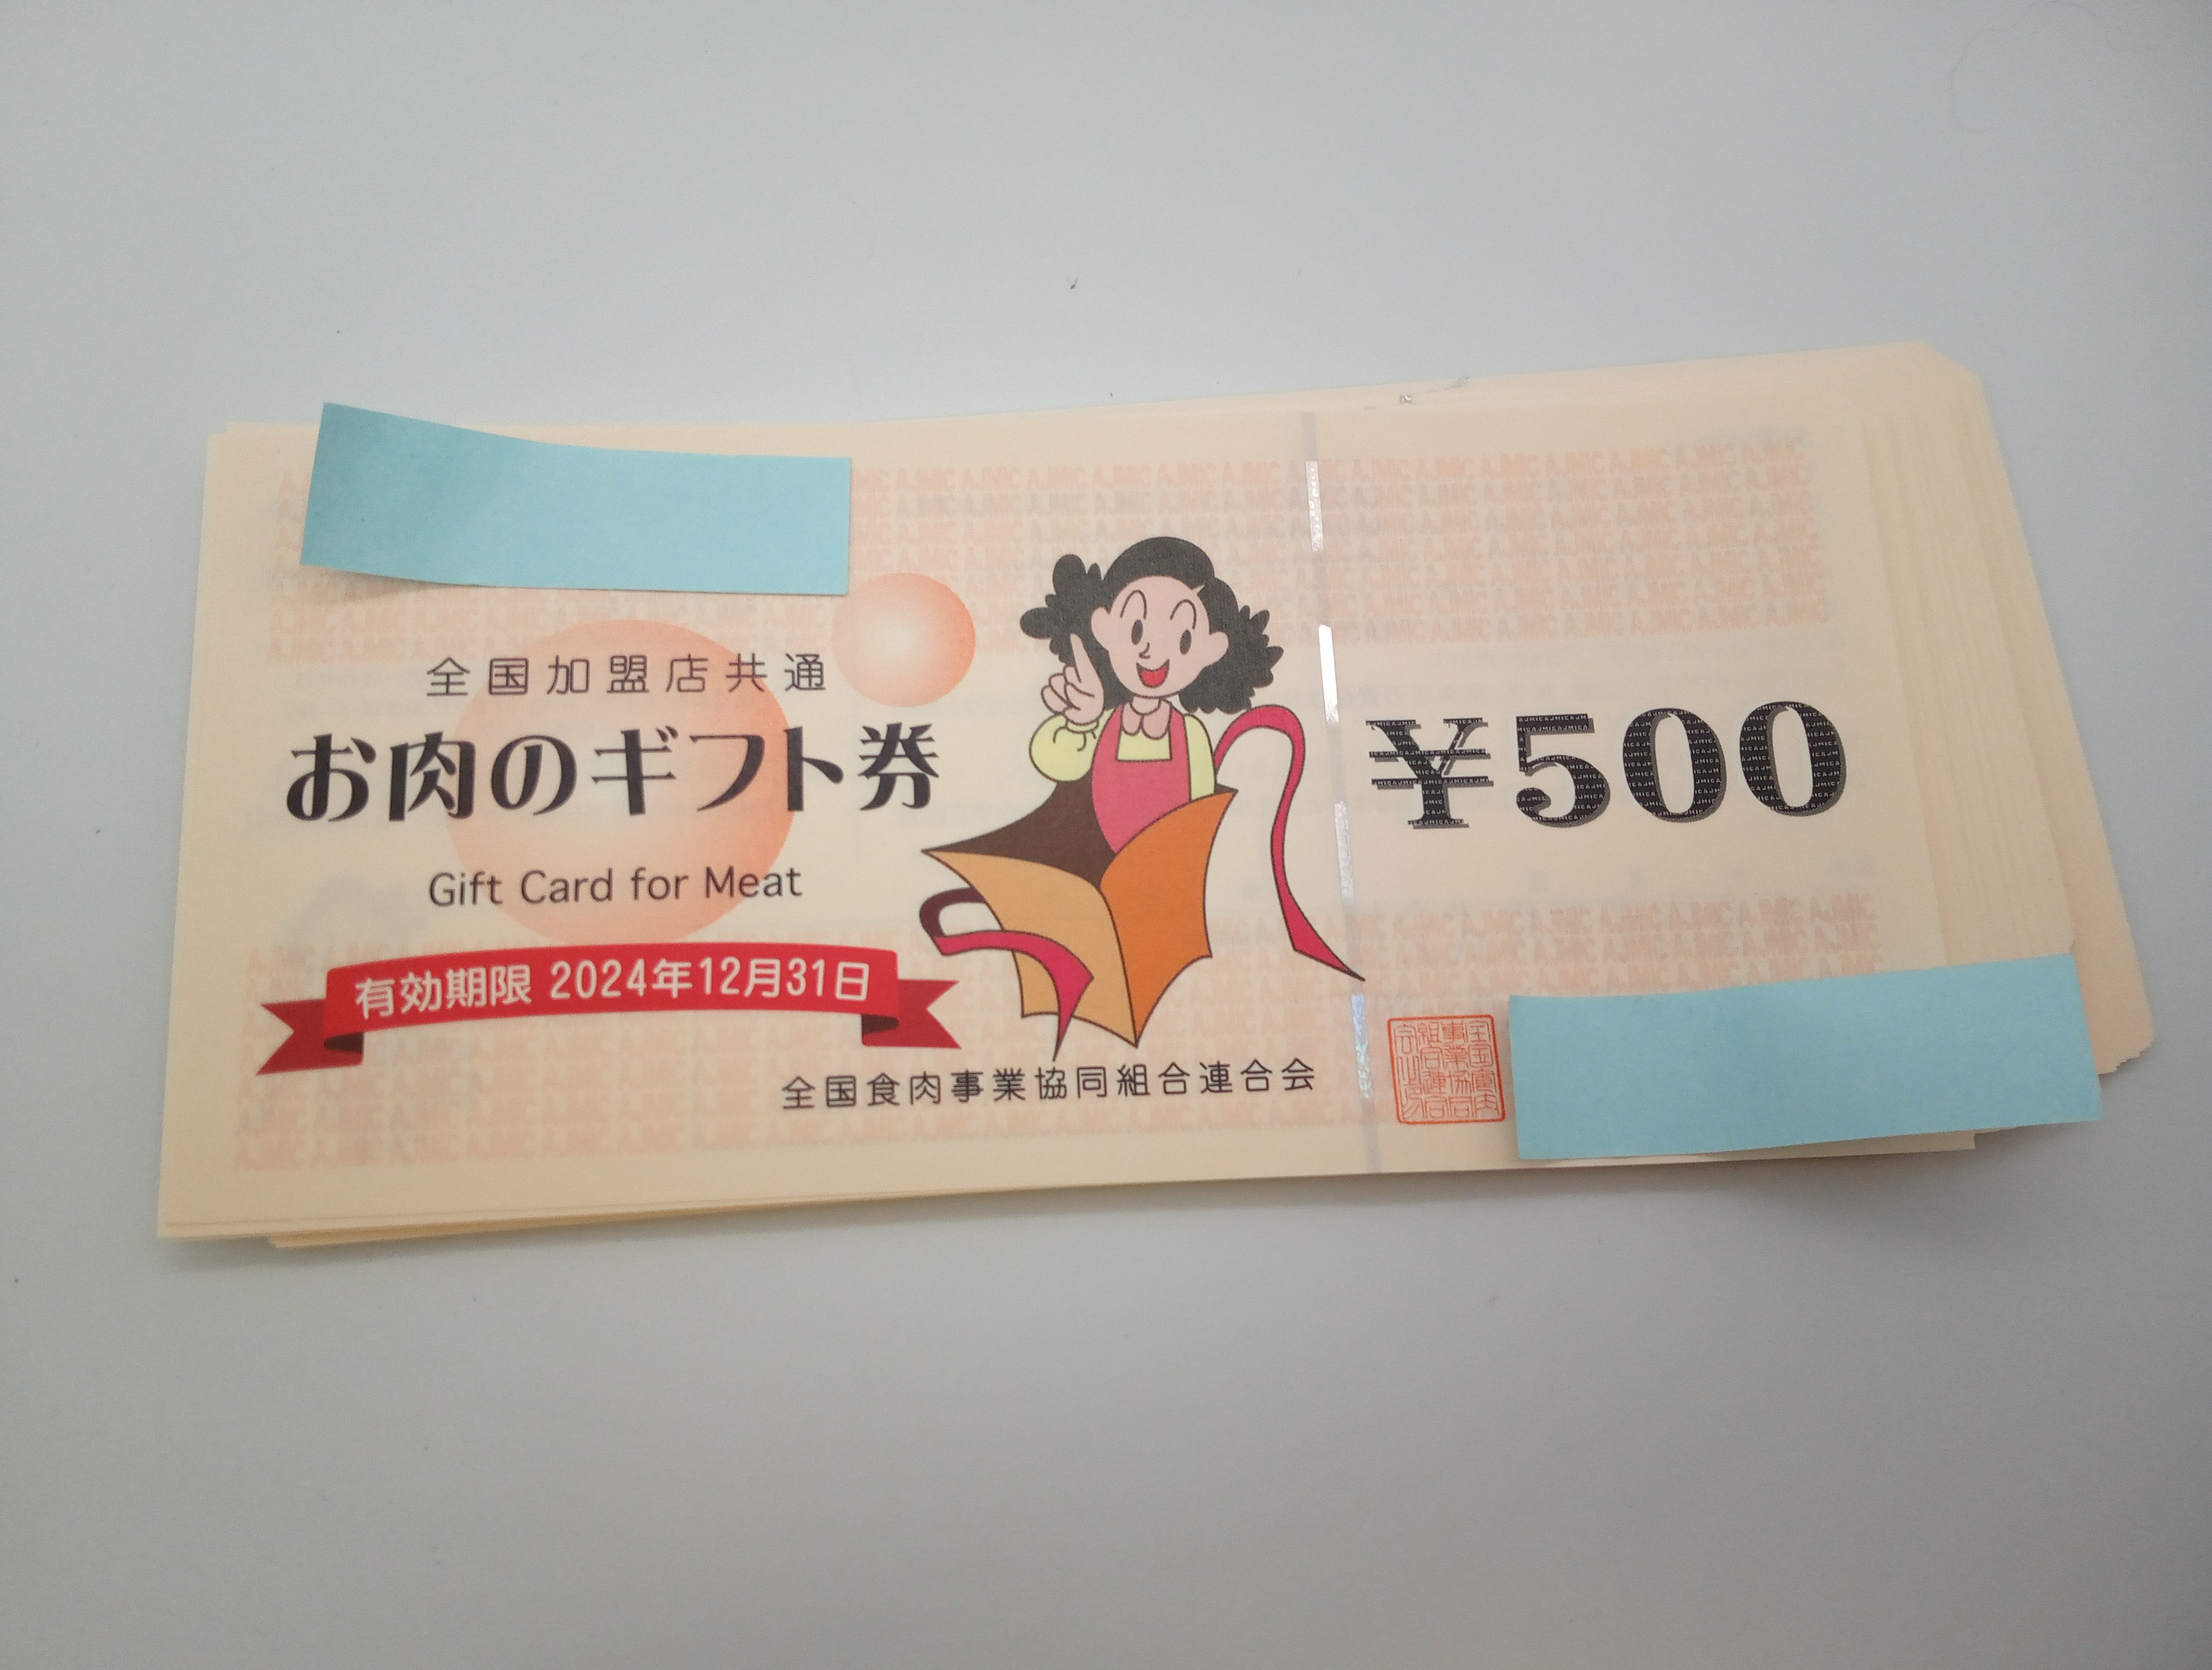 全国加盟店共通
お肉のギフト券
Gift Card for Meat
有効期限 2024年12月31日
全国食肉事業協同組合連合会
¥500